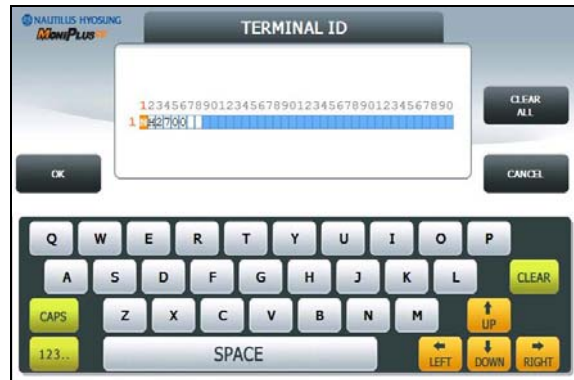 NAUTILUS HYOSUNG
MoniPlus
TERMINAL ID
1234567890123456789012345678901234567890
1 NH2700
CLEAR
ALL
OK
CANCEL
Q W E R T Y U I O P
A S D F G H J K L CLEAR
CAPS Z X C V B N M UP
123.. SPACE LEFT DOWN RIGHT